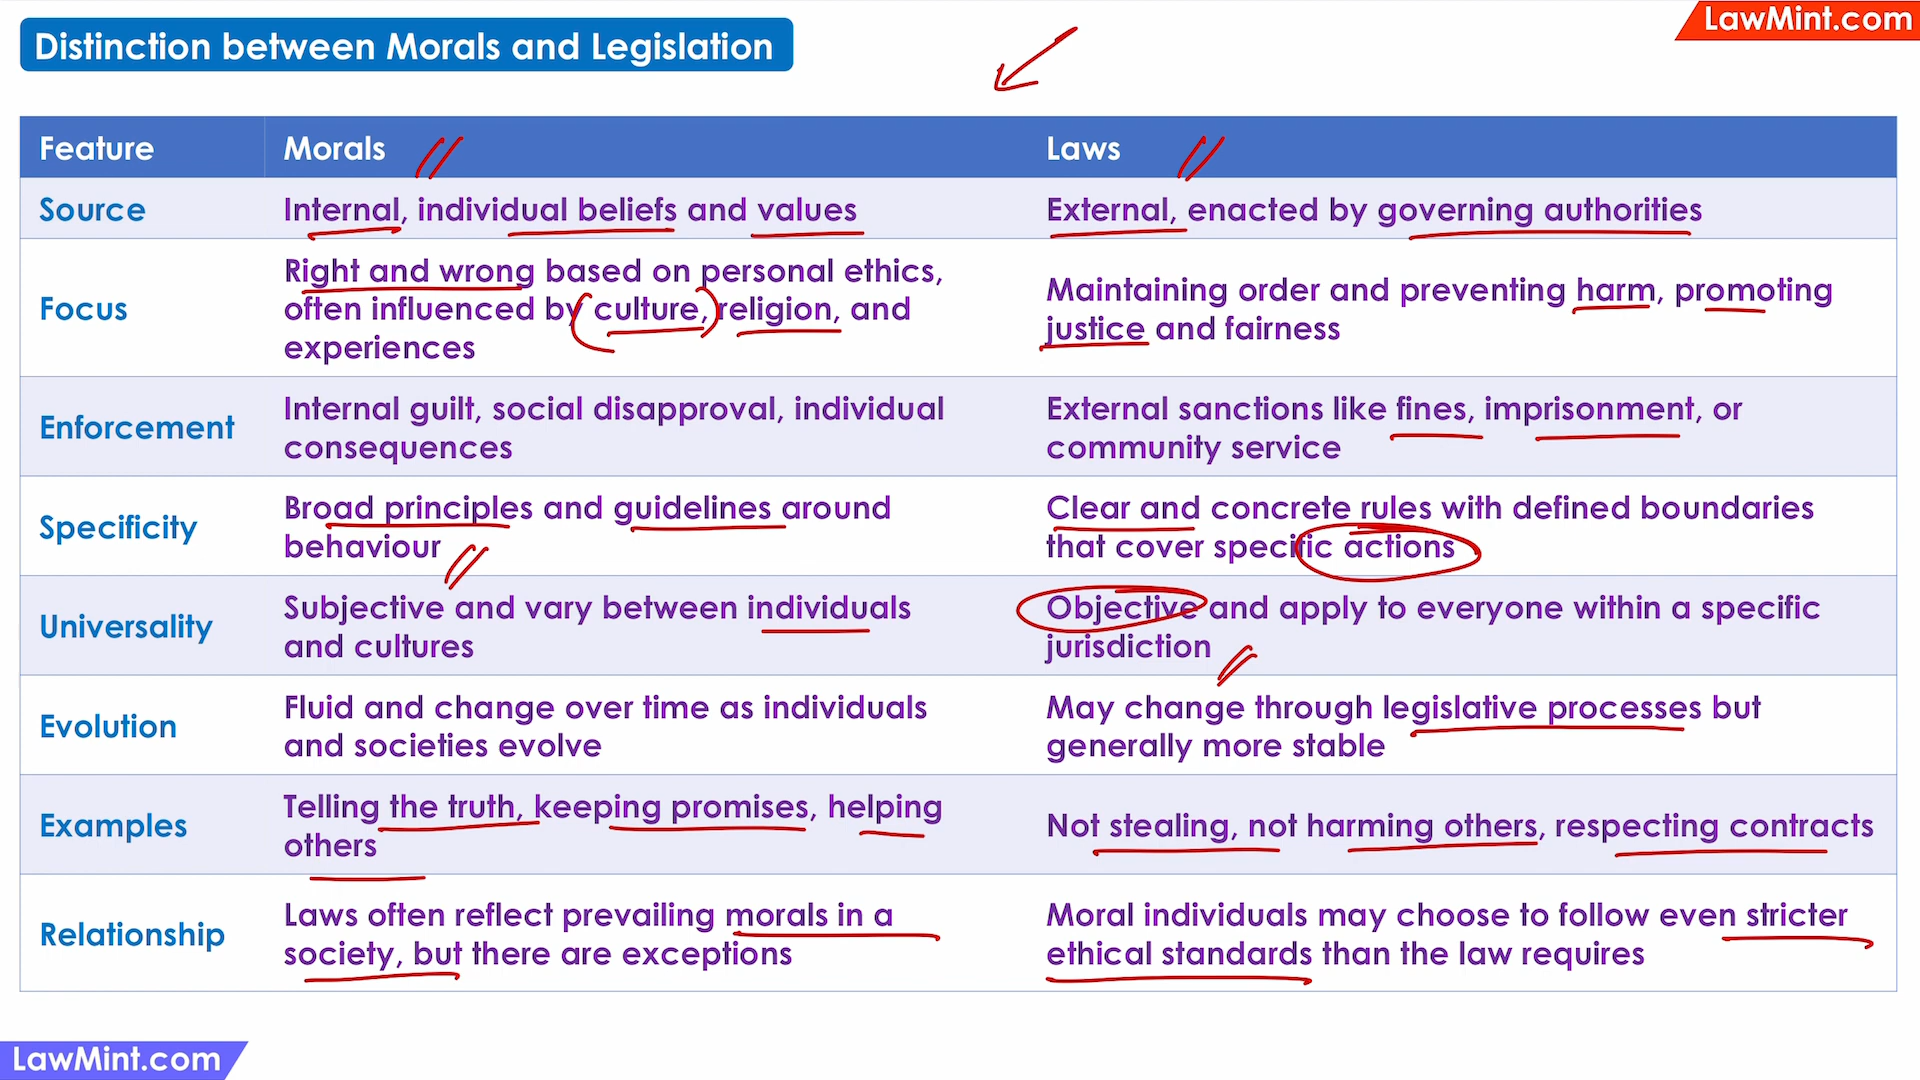 Distinction between Morals and Legislation
LawMint.com
Feature
Morals
Laws
Source
Internal, individual beliefs and values
External, enacted by governing authorities
Focus
Right and wrong based on personal ethics,
often influenced by culture, religion, and
experiences
Maintaining order and preventing harm, promoting
justice and fairness
Enforcement
Internal guilt, social disapproval, individual
consequences
External sanctions like fines, imprisonment, or
community service
Specificity
Broad principles and guidelines around
behaviour
Clear and concrete rules with defined boundaries
that cover specific actions
Universality
Subjective and vary between individuals
and cultures
Objective and apply to everyone within a specific
jurisdiction
Evolution
Fluid and change over time as individuals
and societies evolve
May change through legislative processes but
generally more stable
Examples
Telling the truth, keeping promises, helping
others
Not stealing, not harming others, respecting contracts
Relationship
Laws often reflect prevailing morals in a
society, but there are exceptions
Moral individuals may choose to follow even stricter
ethical standards than the law requires
LawMint.com